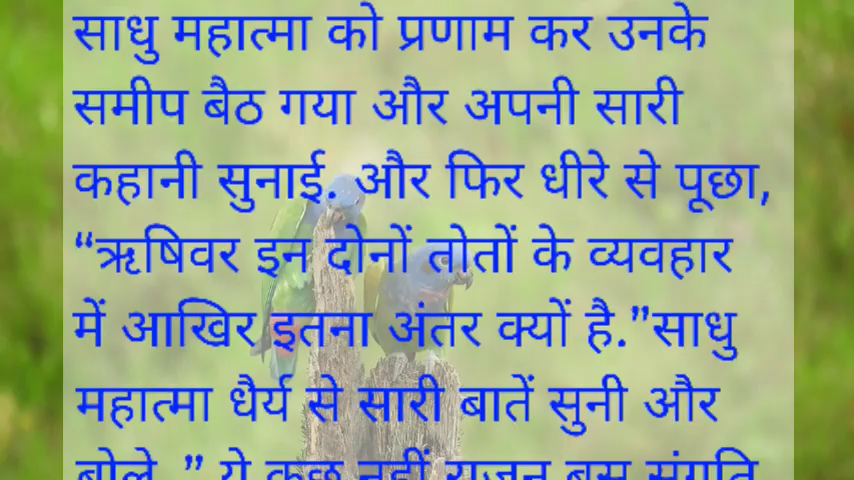 साधु महात्मा को प्रणाम कर उनके
समीप बैठ गया और अपनी सारी
कहानी सुनाई. और फिर धीरे से पूछा,
“ऋषिवर इन दोनों तोतों के व्यवहार
में आखिर इतना अंतर क्यों है.”साधु
महात्मा धैर्य से सारी बातें सुनी और
बोले ,” ये कुछ नहीं राजन बस संगति